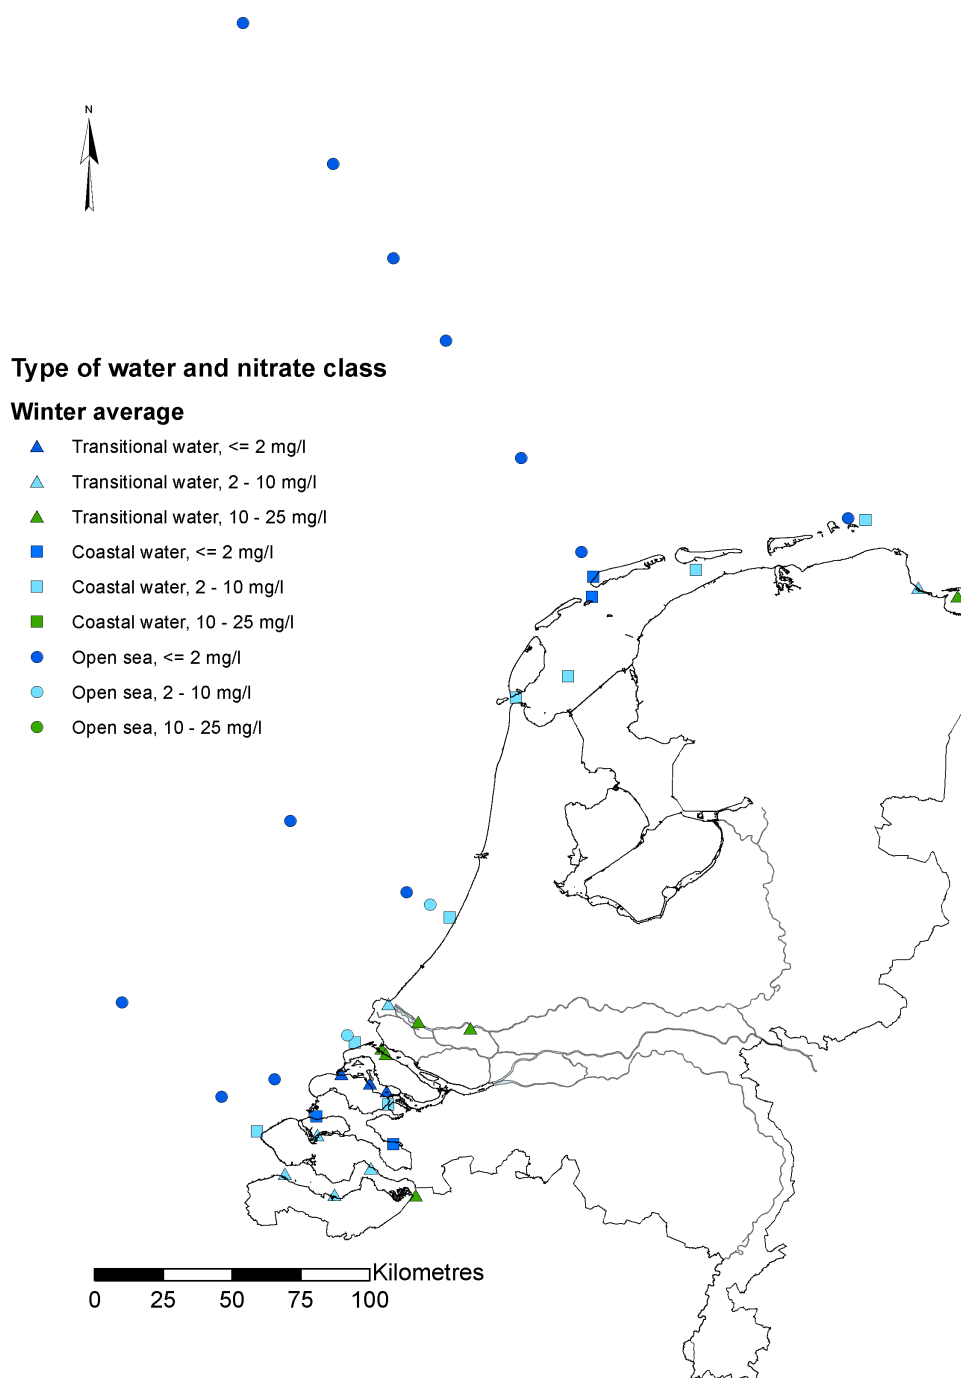 N
Type of water and nitrate class
Winter average
Transitional water, <= 2 mg/l
Transitional water, 2 - 10 mg/l
Transitional water, 10 - 25 mg/l
Coastal water, <= 2 mg/l
Coastal water, 2 - 10 mg/l
Coastal water, 10 - 25 mg/l
Open sea, <= 2 mg/l
Open sea, 2 - 10 mg/l
Open sea, 10 - 25 mg/l
Kilometres
0 25 50 75 100